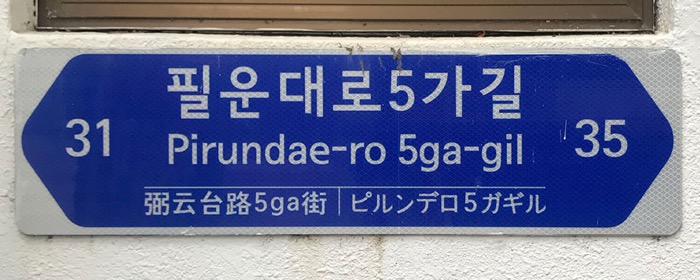 필운대로5가길
31 Pirundae-ro 5ga-gil 35
弼云台路5ga街 | ピルンデロ5ガギル